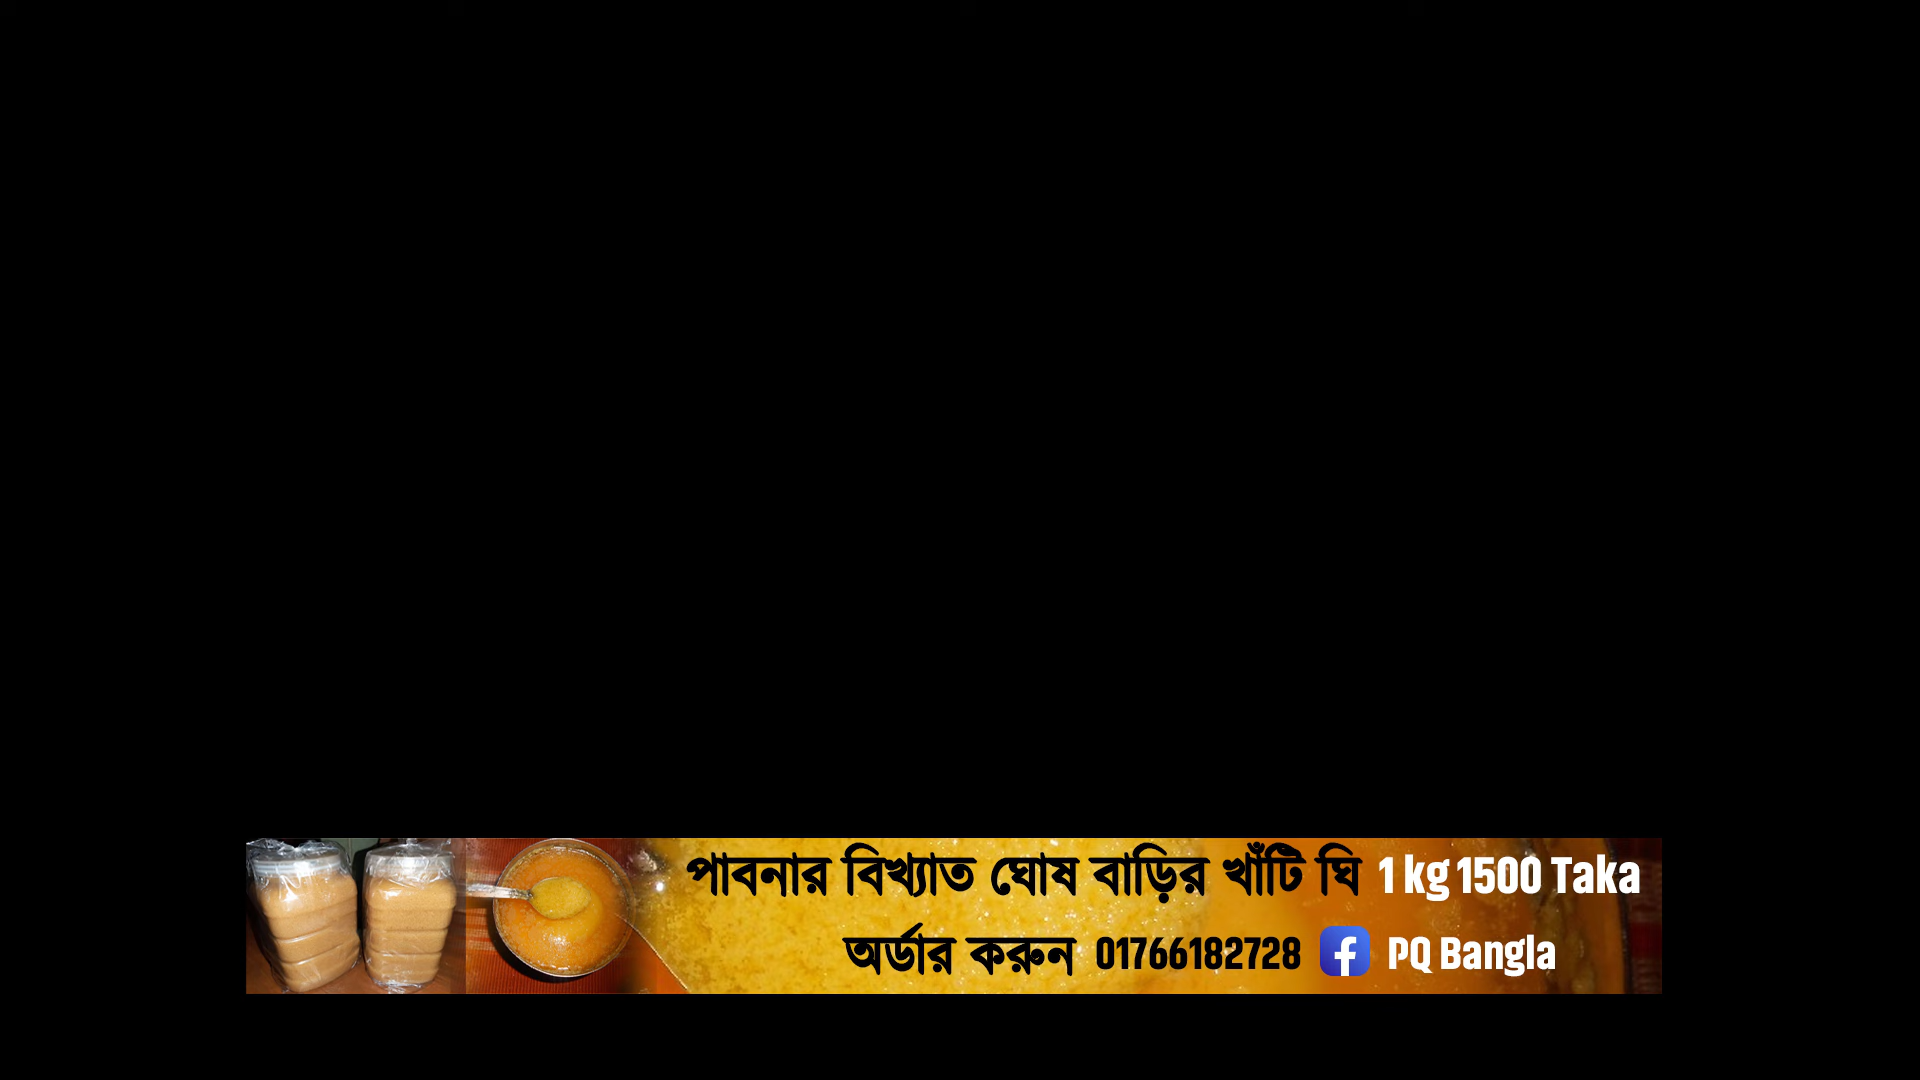 পাবনার বিখ্যাত ঘোষ বাড়ির খাঁটি ঘি 1 kg 1500 Taka
অর্ডার করুন 01766182728 f PQ Bangla